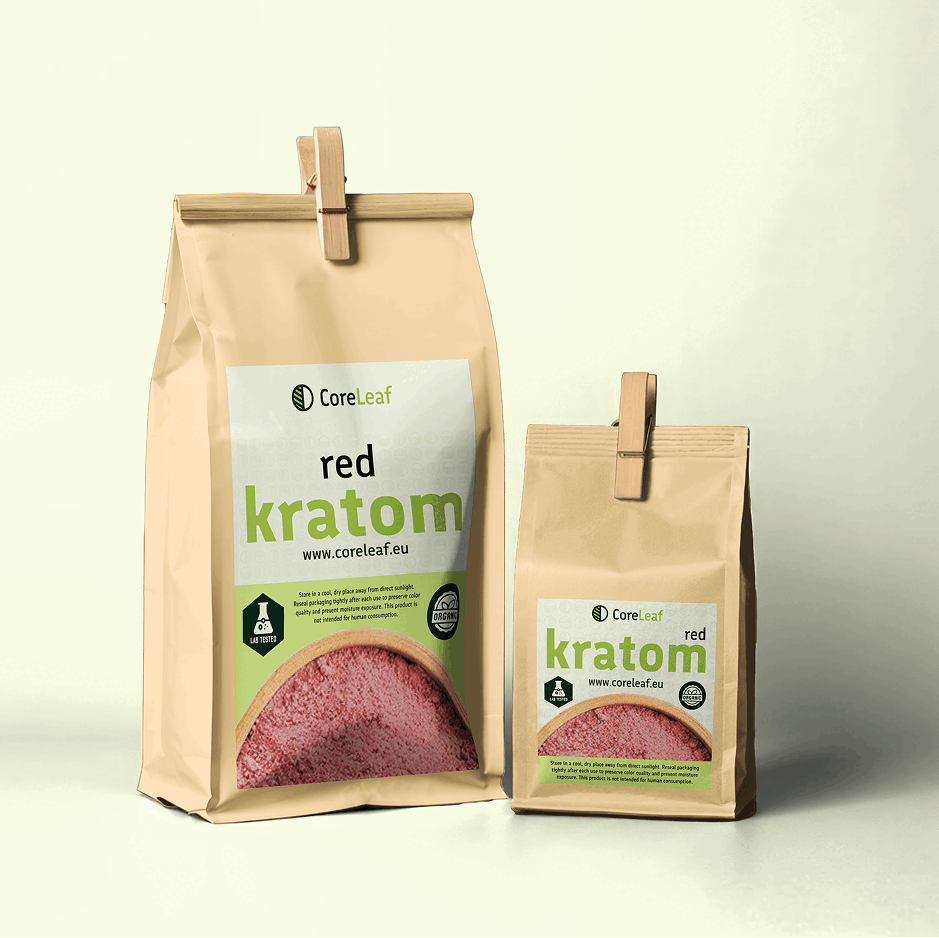 CoreLeaf
red
kratom
www.coreleaf.eu
Store in a cool, dry place away from direct sunlight.
Reseal packaging tightly after each use to preserve color
quality and prevent moisture exposure. This product is
not intended for human consumption.
LAB TESTED
ORGANIC
CoreLeaf
red
kratom
www.coreleaf.eu
LAB TESTED
ORGANIC
Store in a cool, dry place away from direct sunlight. Reseal packaging
tightly after each use to preserve color quality and prevent moisture
exposure. This product is not intended for human consumption.